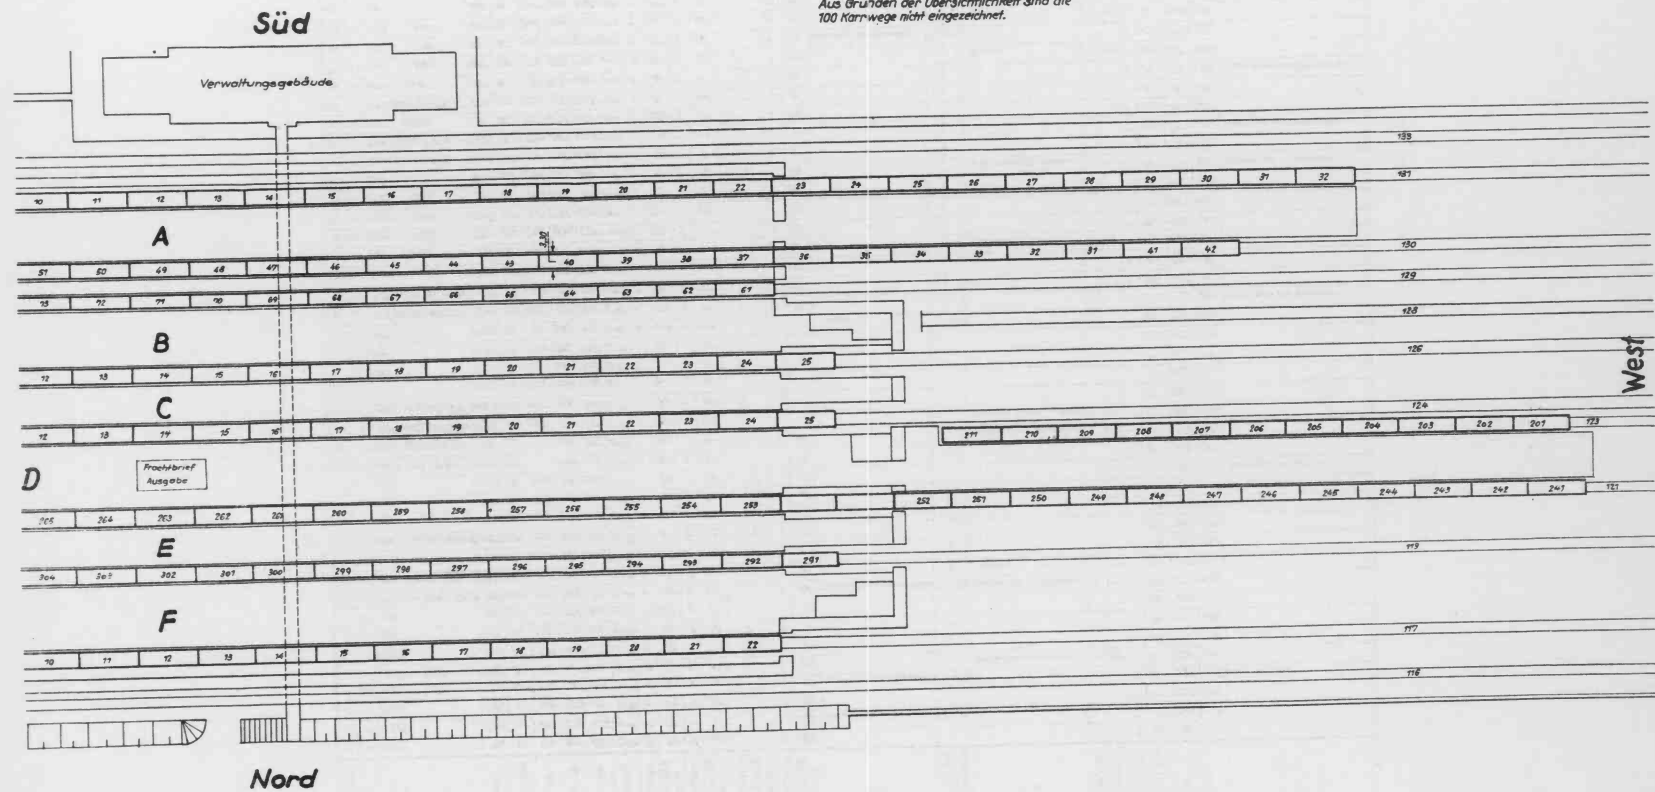 Aus Gründen der Übersichtlichkeit sind die
100 Karrwege nicht eingezeichnet.
Süd
Verwaltungsgebäude
133
10 11 12 13 14 15 16 17 18 19 20 21 22 23 24 25 26 27 28 29 30 31 32 131
A
3,30
51 50 49 48 47 46 45 44 43 40 39 38 37 36 35 34 33 32 31 41 42 130
73 72 71 70 69 68 67 66 65 64 63 62 61 129
128
B
12 13 14 15 16 17 18 19 20 21 22 23 24 25 126
West
C
124
12 13 14 15 16 17 18 19 20 21 22 23 24 25
211 210 209 208 207 206 205 204 203 202 201 123
D
Frachtbrief
Ausgabe
265 264 263 262 261 260 259 258 257 256 255 254 253 252 251 250 249 248 247 246 245 244 243 242 241 121
E
304 303 302 301 300 299 298 297 296 295 294 293 292 291 119
F
10 11 12 13 14 15 16 17 18 19 20 21 22 117
116
Nord